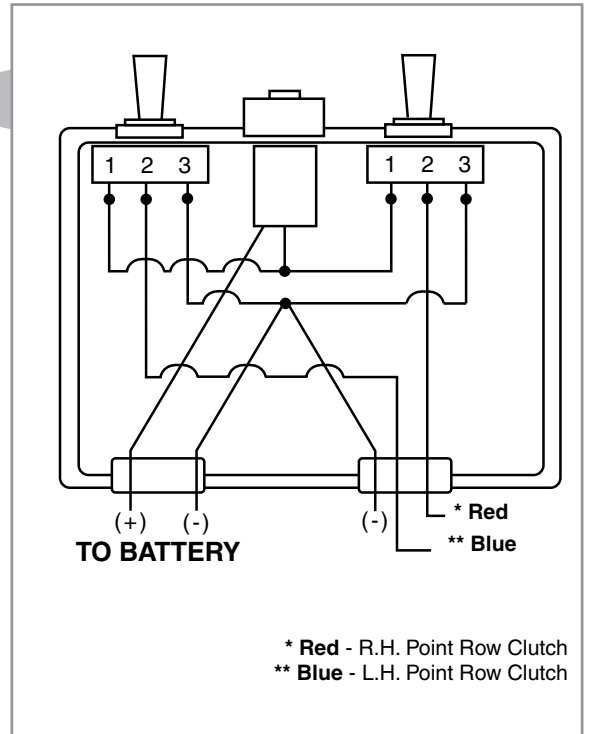 1 2 3
1 2 3
(+) (-) (-)
* Red
TO BATTERY
** Blue
* Red - R.H. Point Row Clutch
** Blue - L.H. Point Row Clutch